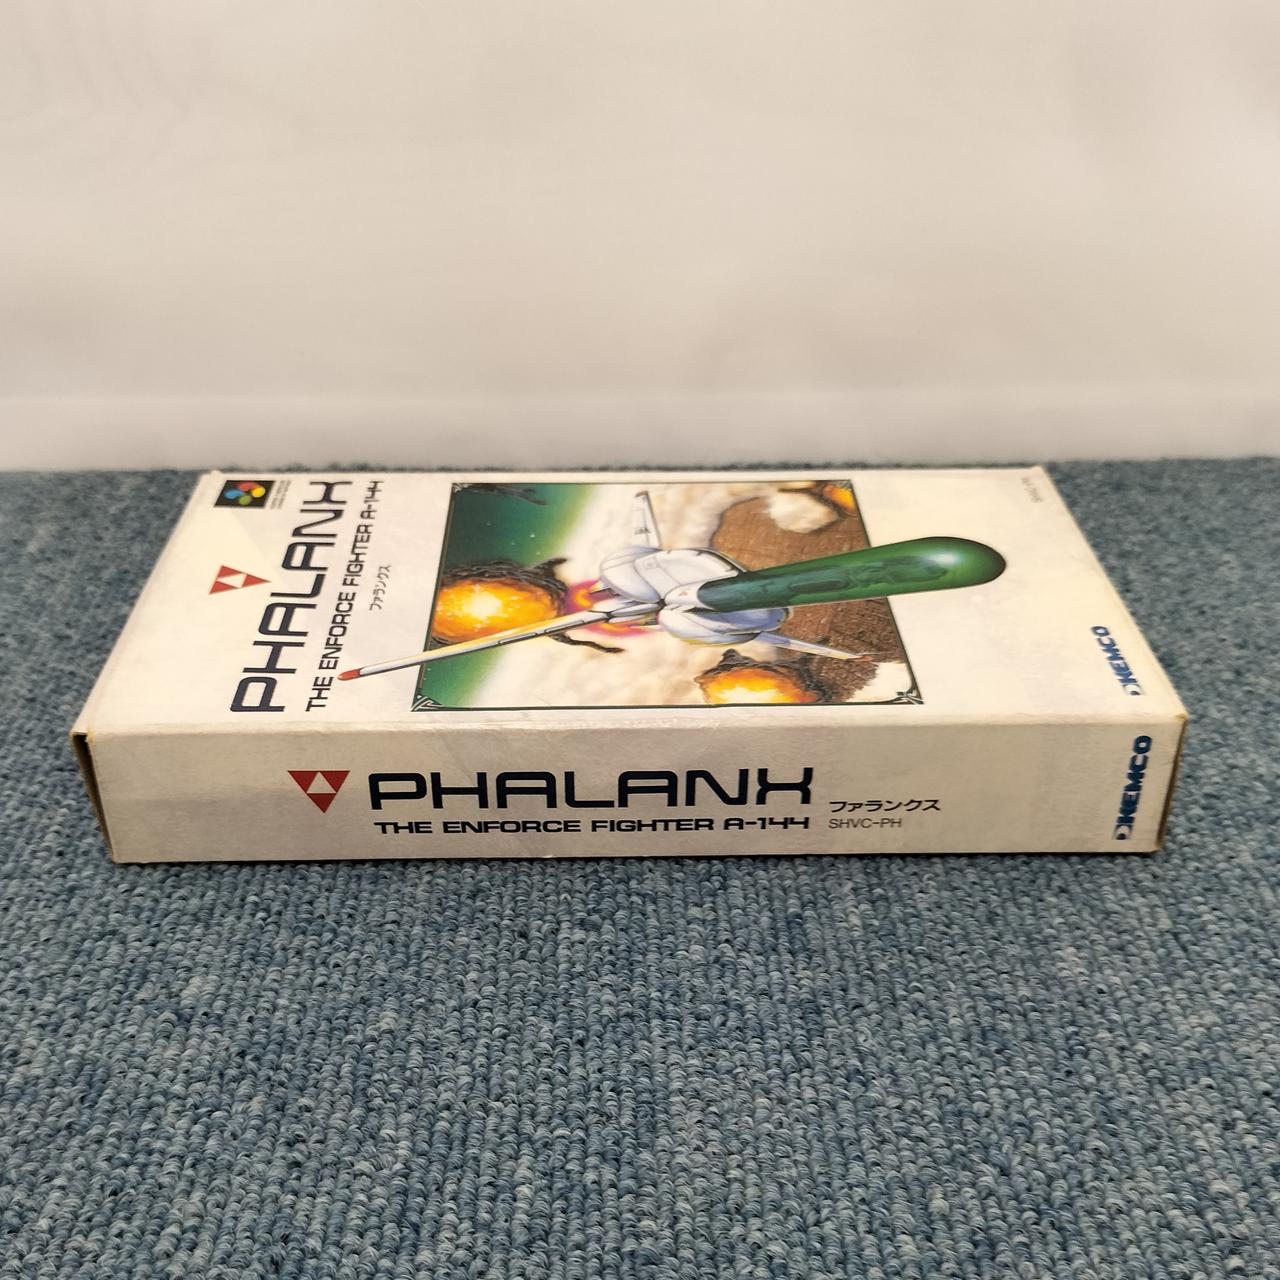 PHALANX
THE ENFORCE FIGHTER A-144
ファランクス
KEMCO
PHALANX
THE ENFORCE FIGHTER A-144
ファランクス
SHVC-PH
KEMCO